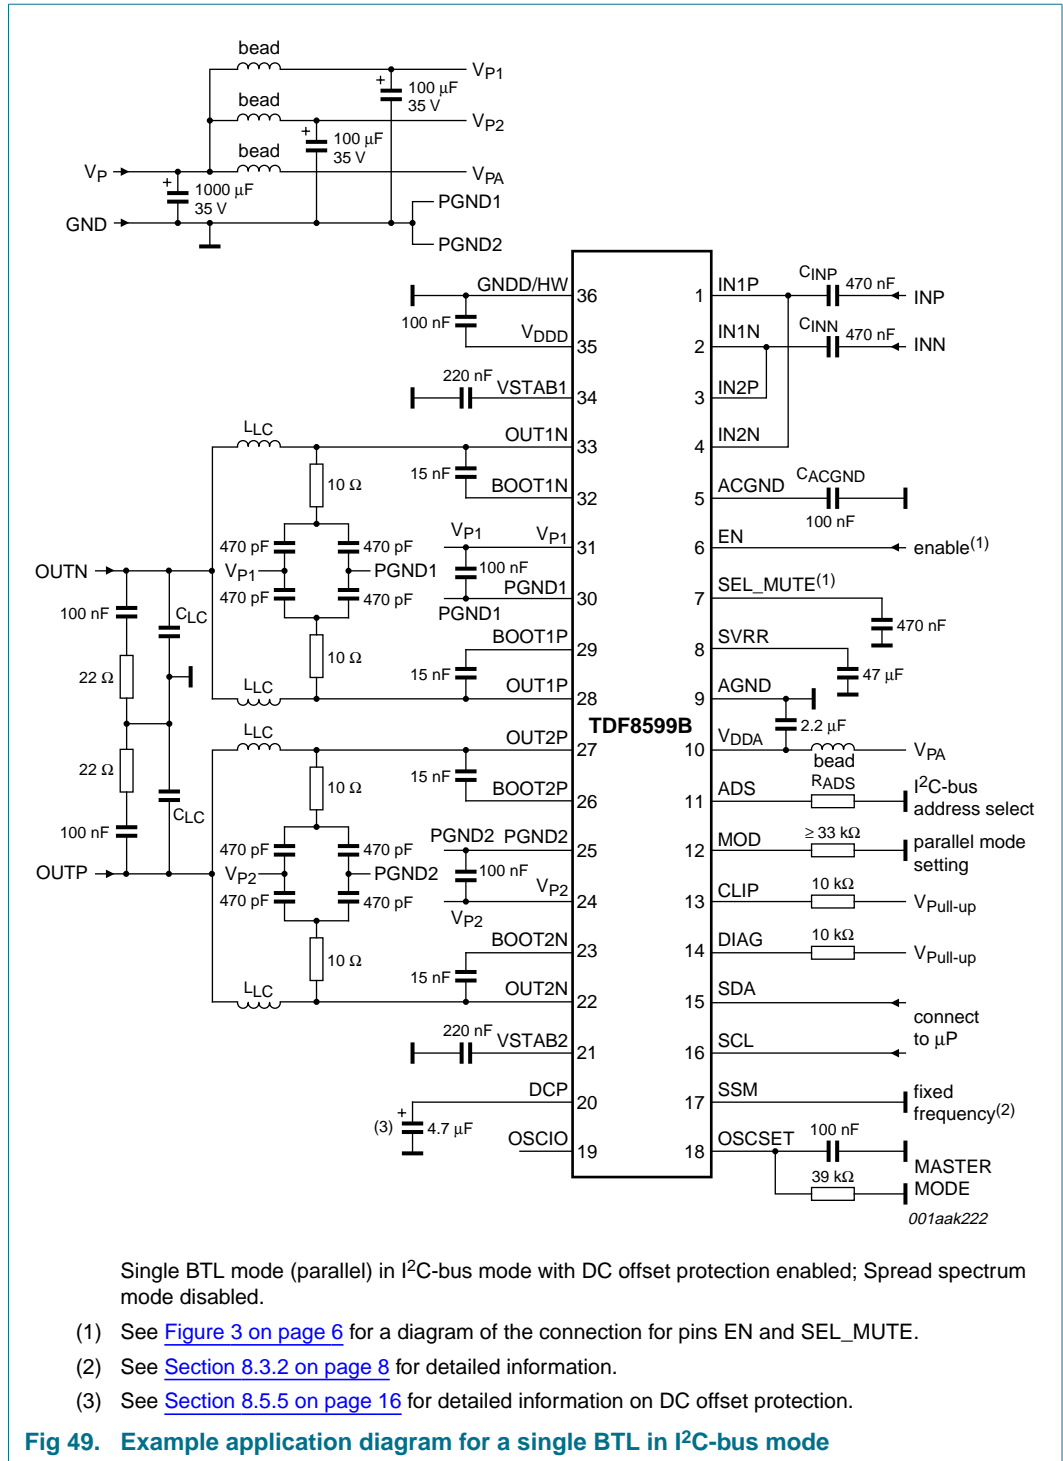 bead
VP1
+
100 μF
35 V
bead
VP2
+
100 μF
35 V
bead
VP
VPA
+
1000 μF
35 V
PGND1
GND
PGND2
GNDD/HW
36
100 nF
VDDD
35
220 nF
VSTAB1
34
LLC
OUT1N
33
10 Ω
15 nF
BOOT1N
32
470 pF
470 pF
VP1
VP1
31
OUTN
VP1
PGND1
100 nF
100 nF
CLC
470 pF
470 pF
PGND1
30
PGND1
BOOT1P
29
22 Ω
10 Ω
15 nF
LLC
OUT1P
28
TDF8599B
LLC
OUT2P
27
22 Ω
10 Ω
15 nF
BOOT2P
26
CLC
100 nF
470 pF
470 pF
PGND2
PGND2
25
OUTP
VP2
PGND2
100 nF
470 pF
470 pF
VP2
24
VP2
BOOT2N
23
10 Ω
15 nF
LLC
OUT2N
22
220 nF
VSTAB2
21
DCP
20
+
(3)
4.7 μF
OSCIO
19
1
IN1P
CINP
470 nF
INP
2
IN1N
CINN
470 nF
INN
3
IN2P
4
IN2N
5
ACGND
CACGND
100 nF
6
EN
enable(1)
7
SEL_MUTE(1)
470 nF
8
SVRR
47 μF
9
AGND
2.2 μF
10
VDDA
bead
VPA
11
ADS
RADS
I2C-bus
address select
12
MOD
≥ 33 kΩ
parallel mode
setting
13
CLIP
10 kΩ
VPull-up
14
DIAG
10 kΩ
VPull-up
15
SDA
connect
to μP
16
SCL
17
SSM
fixed
frequency(2)
18
OSCSET
100 nF
39 kΩ
MASTER
MODE
001aak222
Single BTL mode (parallel) in I2C-bus mode with DC offset protection enabled; Spread spectrum
mode disabled.
(1) See Figure 3 on page 6 for a diagram of the connection for pins EN and SEL_MUTE.
(2) See Section 8.3.2 on page 8 for detailed information.
(3) See Section 8.5.5 on page 16 for detailed information on DC offset protection.
Fig 49. Example application diagram for a single BTL in I2C-bus mode